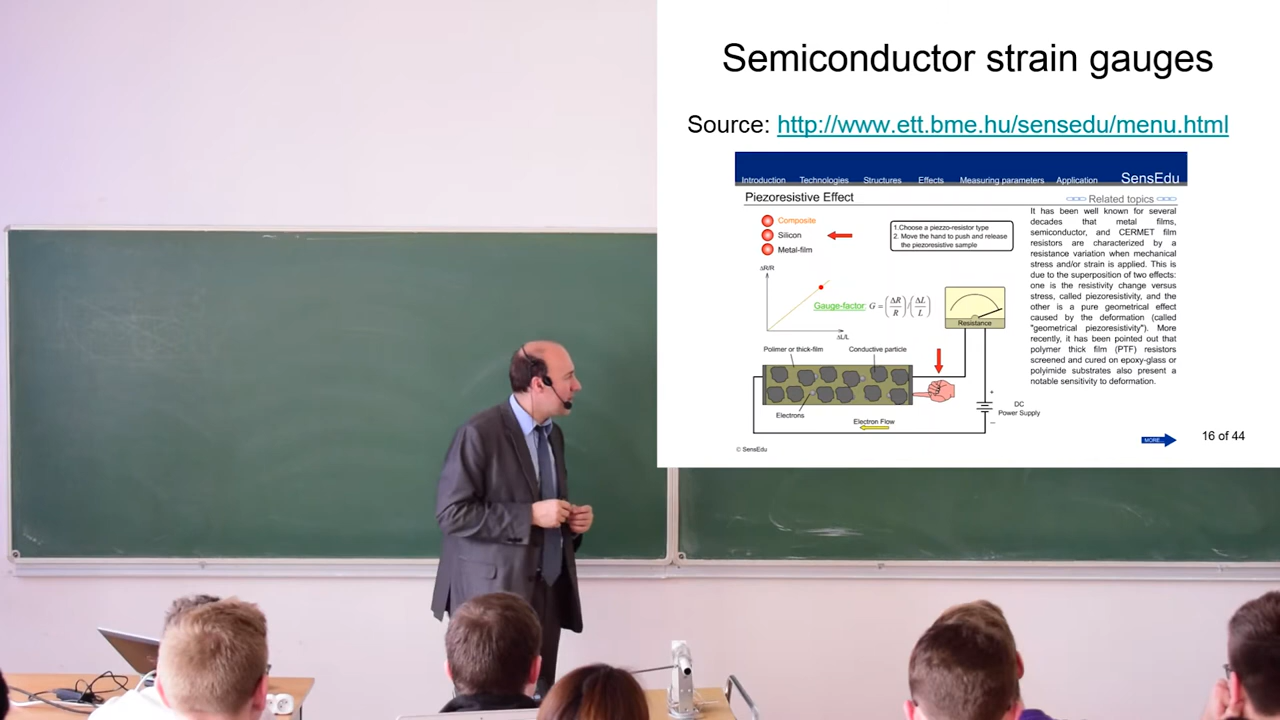 Semiconductor strain gauges
Source: http://www.ett.bme.hu/sensedu/menu.html
Introduction Technologies Structures Effects Measuring parameters Application SensEdu
Piezoresistive Effect
Related topics
Composite
Silicon
Metal-film
1.Choose a piezzo-resistor type
2. Move the hand to push and release
the piezoresistive sample
ΔR/R
Gauge-factor: G = (ΔR/R) / (ΔL/L)
ΔL/L
Resistance
Polimer or thick-film
Conductive particle
Electrons
Electron Flow
+
DC
Power Supply
–
It has been well known for several
decades that metal films,
semiconductor, and CERMET film
resistors are characterized by a
resistance variation when mechanical
stress and/or strain is applied. This is
due to the superposition of two effects:
one is the resistivity change versus
stress, called piezoresistivity, and the
other is a pure geometrical effect
caused by the deformation (called
"geometrical piezoresistivity"). More
recently, it has been pointed out that
polymer thick film (PTF) resistors
screened and cured on epoxy-glass or
polyimide substrates also present a
notable sensitivity to deformation.
MORE...
16 of 44
© SensEdu